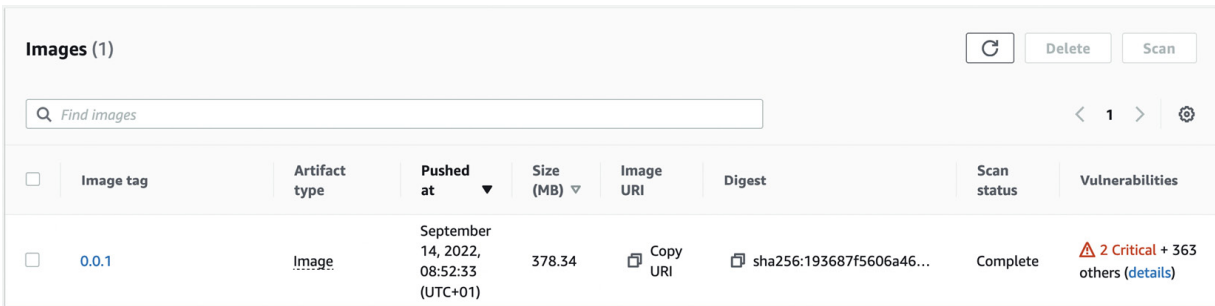 Images (1)
Delete
Scan
Find images
1
Image tag
Artifact
type
Pushed
at
Size
(MB)
Image
URI
Digest
Scan
status
Vulnerabilities
0.0.1
Image
September
14, 2022,
08:52:33
(UTC+01)
378.34
Copy
URI
sha256:193687f5606a46...
Complete
2 Critical + 363
others (details)